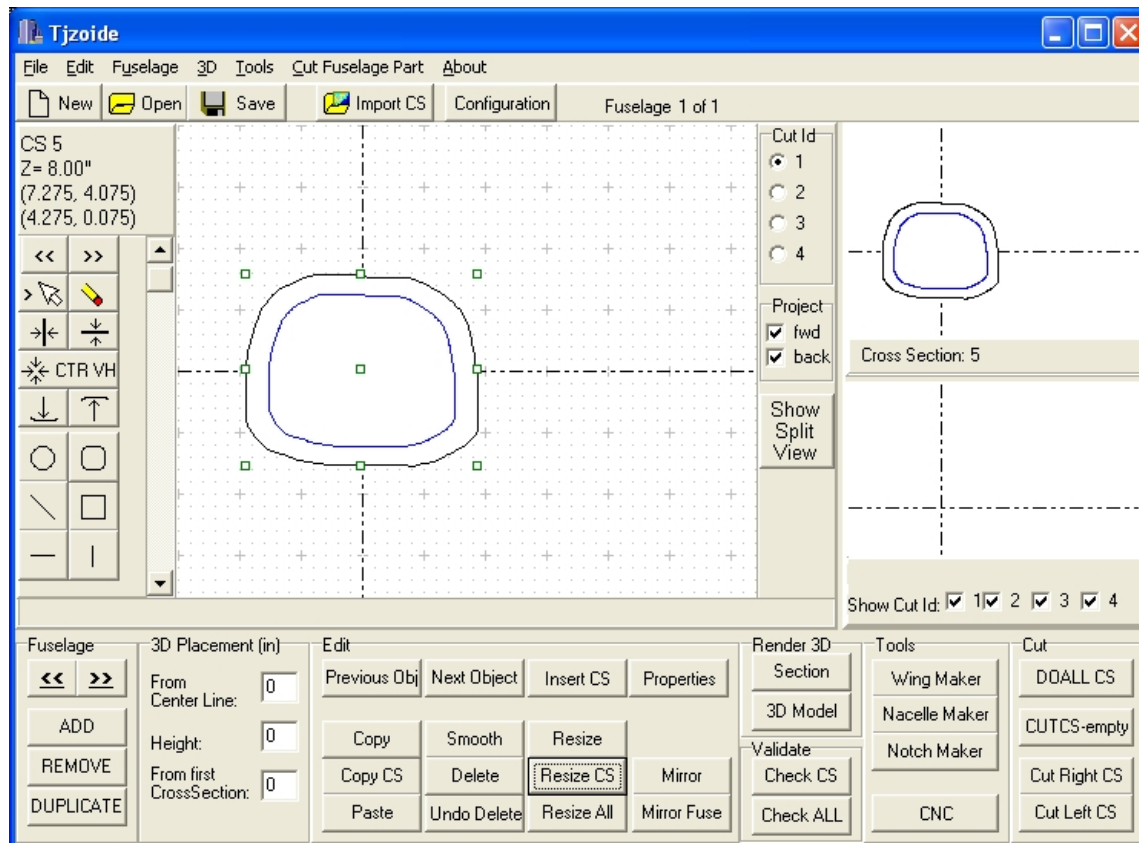 Tjzoide
File Edit Fuselage 3D Tools Cut Fuselage Part About
New Open Save Import CS Configuration Fuselage 1 of 1
CS 5
Z= 8.00"
(7.275, 4.075)
(4.275, 0.075)
<< >>
CTR VH
Cut Id
1
2
3
4
Project
fwd
back
Show
Split
View
Cross Section: 5
Show Cut Id: 1 2 3 4
Fuselage
<< >>
ADD
REMOVE
DUPLICATE
3D Placement (in)
From
Center Line: 0
Height: 0
From first
CrossSection: 0
Edit
Previous Obj Next Object Insert CS Properties
Copy Smooth Resize
Copy CS Delete Resize CS Mirror
Paste Undo Delete Resize All Mirror Fuse
Render 3D
Section
3D Model
Validate
Check CS
Check ALL
Tools
Wing Maker
Nacelle Maker
Notch Maker
CNC
Cut
DOALL CS
CUTCS-empty
Cut Right CS
Cut Left CS